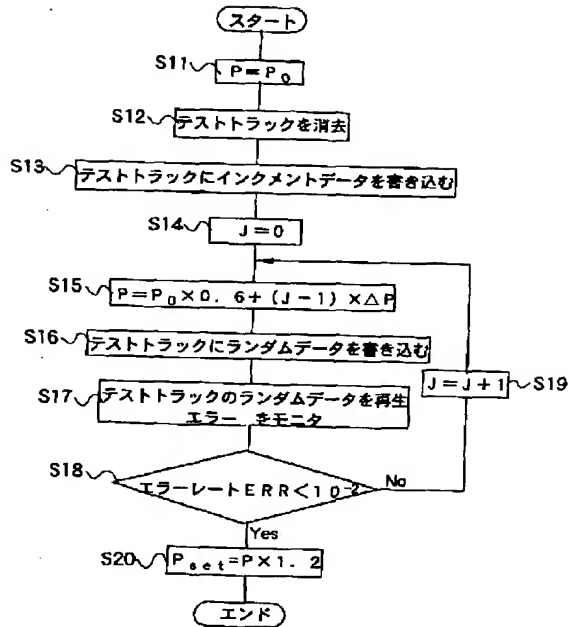 スタート
S11
P=P0
S12
テストトラックを消去
S13
テストトラックにインクメントデータを書き込む
S14
J=0
S15
P=P0×0.6+(J-1)×△P
S16
テストトラックにランダムデータを書き込む
S17
テストトラックのランダムデータを再生
エラー をモニタ
J=J+1
S19
S18
エラーレートERR<10-2
No
Yes
S20
Pset=P×1.2
エンド